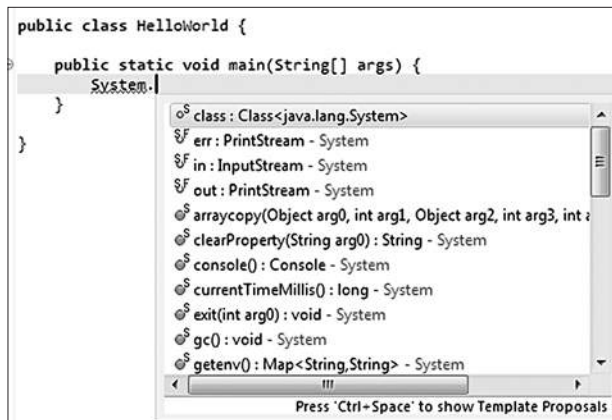 public class HelloWorld {
public static void main(String[] args) {
System.
}
}
class : Class<java.lang.System>
err : PrintStream - System
in : InputStream - System
out : PrintStream - System
arraycopy(Object arg0, int arg1, Object arg2, int arg3, int a
clearProperty(String arg0) : String - System
console() : Console - System
currentTimeMillis() : long - System
exit(int arg0) : void - System
gc() : void - System
getenv() : Map<String,String> - System
Press 'Ctrl+Space' to show Template Proposals